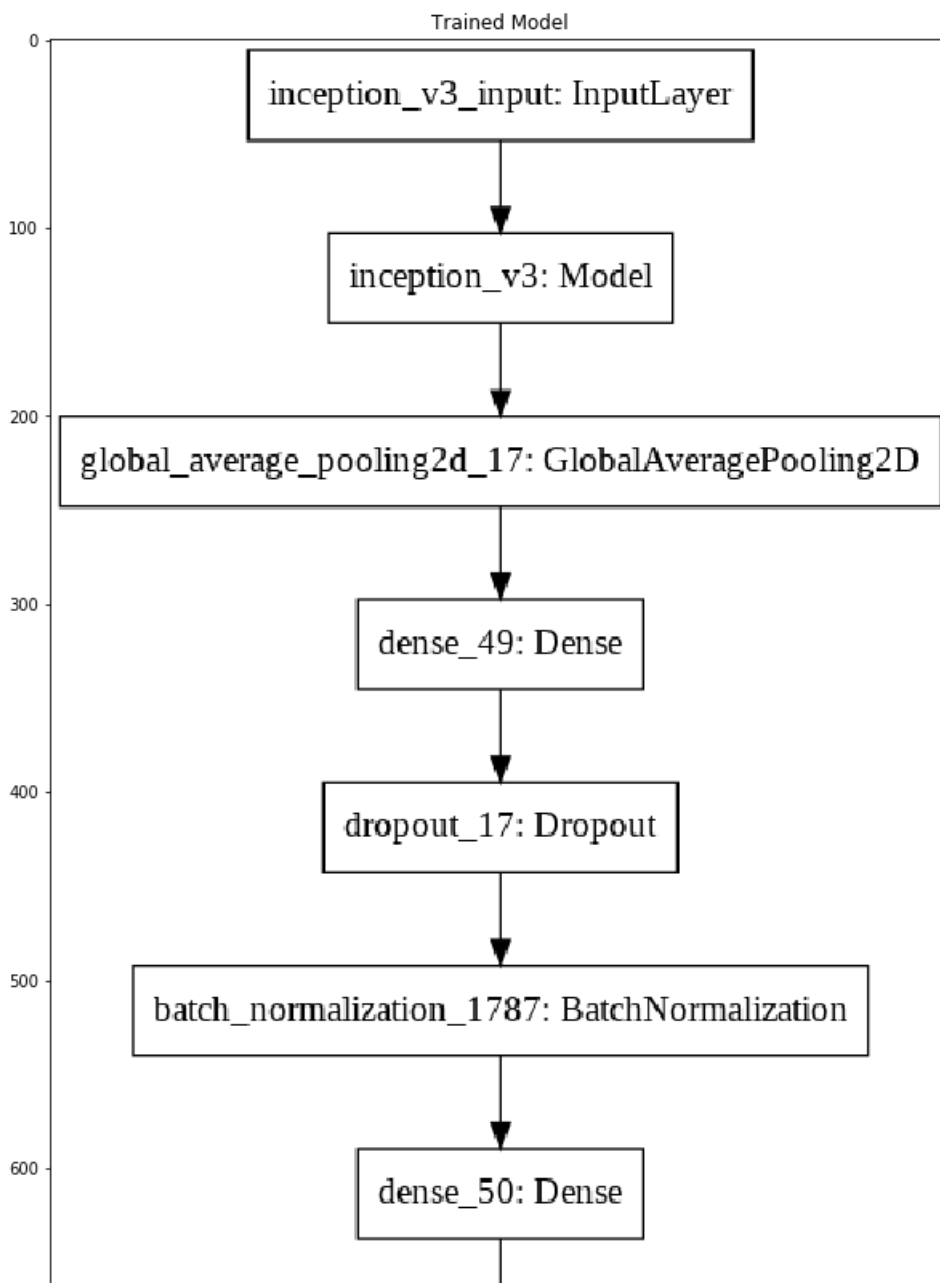 Trained Model
0
inception_v3_input: InputLayer
100
inception_v3: Model
200
global_average_pooling2d_17: GlobalAveragePooling2D
300
dense_49: Dense
400
dropout_17: Dropout
500
batch_normalization_1787: BatchNormalization
600
dense_50: Dense